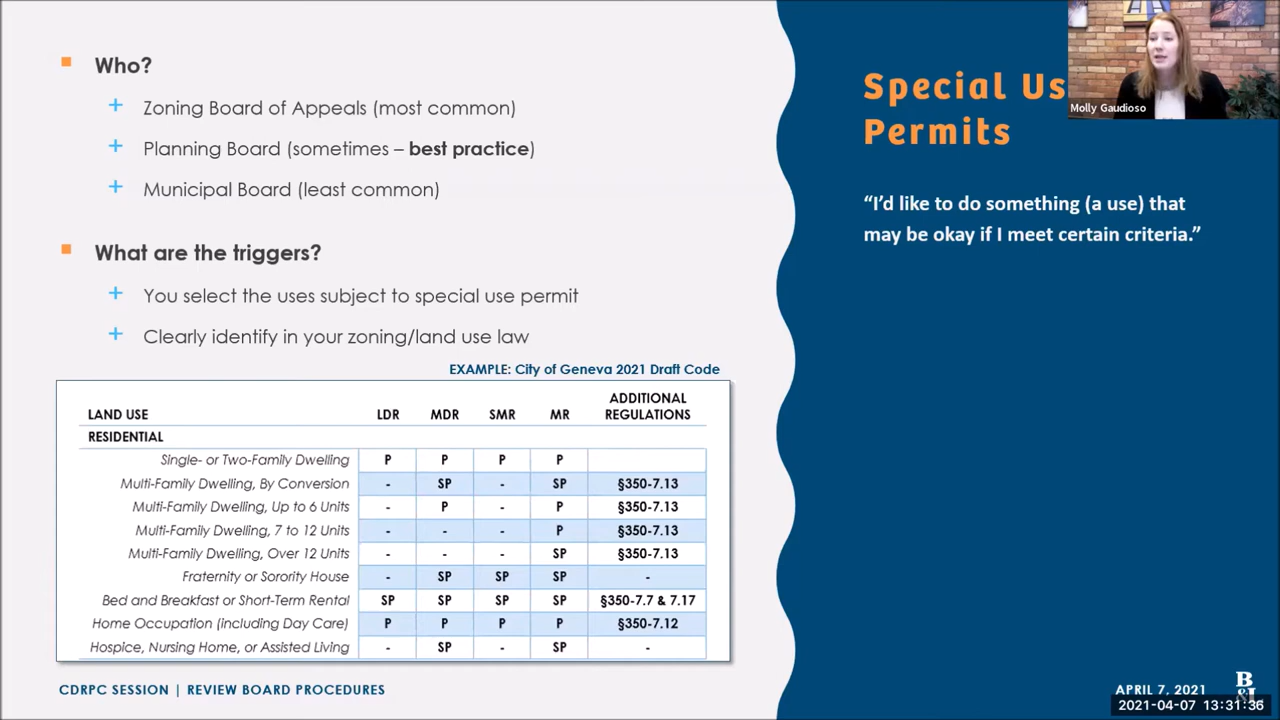 Who?
Zoning Board of Appeals (most common)
Planning Board (sometimes – best practice)
Municipal Board (least common)
What are the triggers?
You select the uses subject to special use permit
Clearly identify in your zoning/land use law
EXAMPLE: City of Geneva 2021 Draft Code
LAND USE LDR MDR SMR MR ADDITIONAL REGULATIONS
RESIDENTIAL
Single- or Two-Family Dwelling P P P P
Multi-Family Dwelling, By Conversion - SP - SP §350-7.13
Multi-Family Dwelling, Up to 6 Units - P - P §350-7.13
Multi-Family Dwelling, 7 to 12 Units - - - P §350-7.13
Multi-Family Dwelling, Over 12 Units - - - SP §350-7.13
Fraternity or Sorority House - SP SP SP -
Bed and Breakfast or Short-Term Rental SP SP SP SP §350-7.7 & 7.17
Home Occupation (including Day Care) P P P P §350-7.12
Hospice, Nursing Home, or Assisted Living - SP - SP -
CDRPC SESSION | REVIEW BOARD PROCEDURES
Special Us
Permits
Molly Gaudioso
“I’d like to do something (a use) that
may be okay if I meet certain criteria.”
APRIL 7, 2021
B
&L
2021-04-07 13:31:36